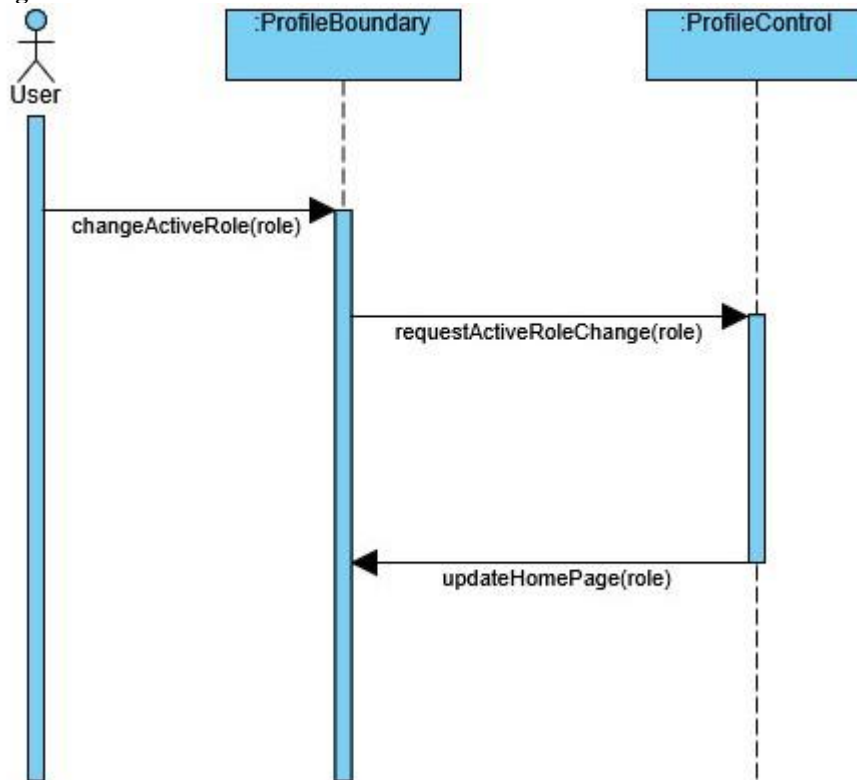 :ProfileBoundary
:ProfileControl
User
changeActiveRole(role)
requestActiveRoleChange(role)
updateHomePage(role)